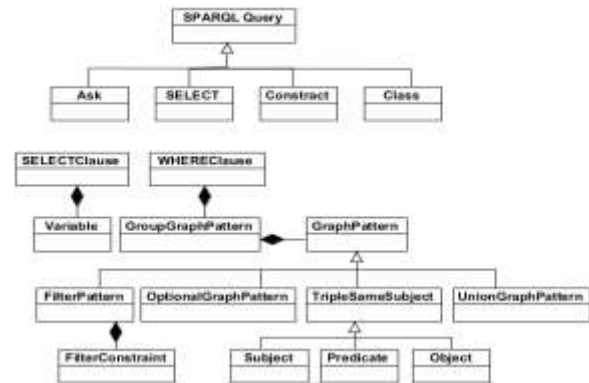 SPARQL Query
Ask SELECT Constract Class
SELECTClause WHEREClause
Variable GroupGraphPattern GraphPattern
FilterPattern OptionalGraphPattern TripleSameSubject UnionGraphPattern
FilterConstraint Subject Predicate Object